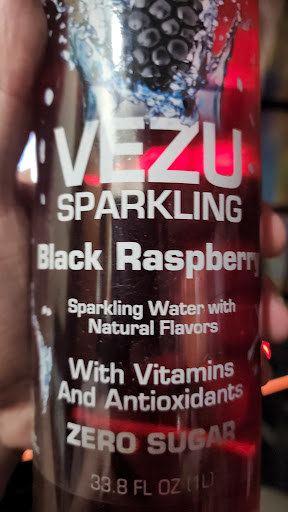 VEZU
SPARKLING
Black Raspberry
Sparkling Water with
Natural Flavors
With Vitamins
And Antioxidants
ZERO SUGAR
33.8 FL OZ (1L)